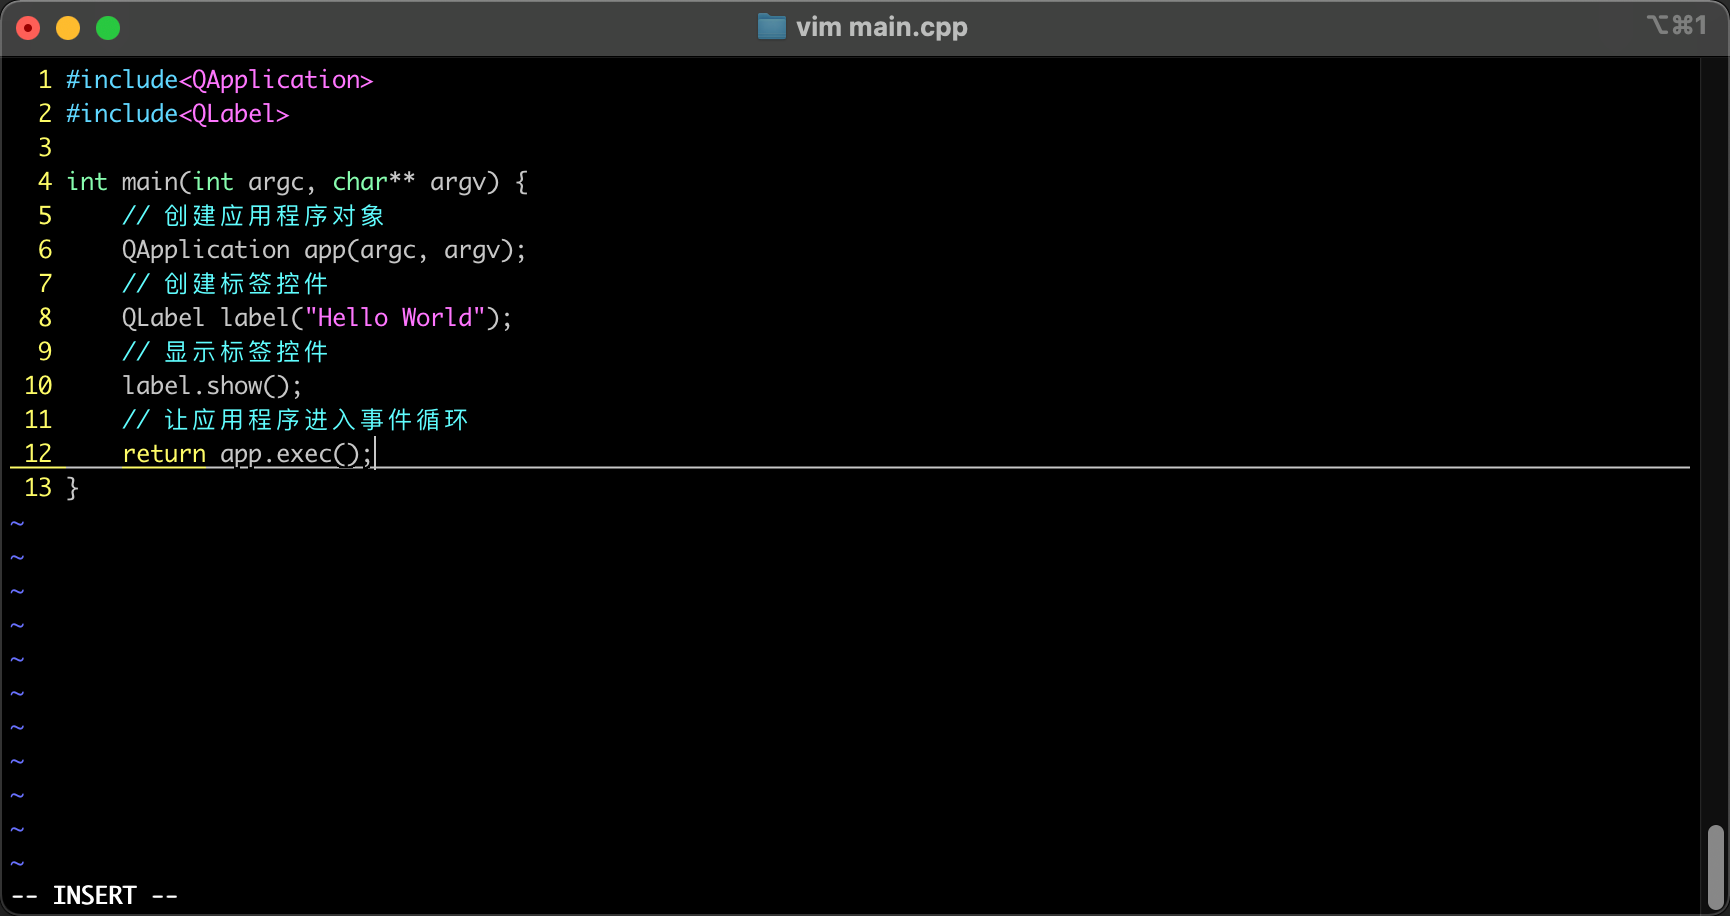 vim main.cpp
⌥⌘1
1 #include<QApplication>
2 #include<QLabel>
3
4 int main(int argc, char** argv) {
5     // 创建应用程序对象
6     QApplication app(argc, argv);
7     // 创建标签控件
8     QLabel label("Hello World");
9     // 显示标签控件
10     label.show();
11     // 让应用程序进入事件循环
12     return app.exec();
13 }
~
~
~
~
~
~
~
~
~
~
~
-- INSERT --